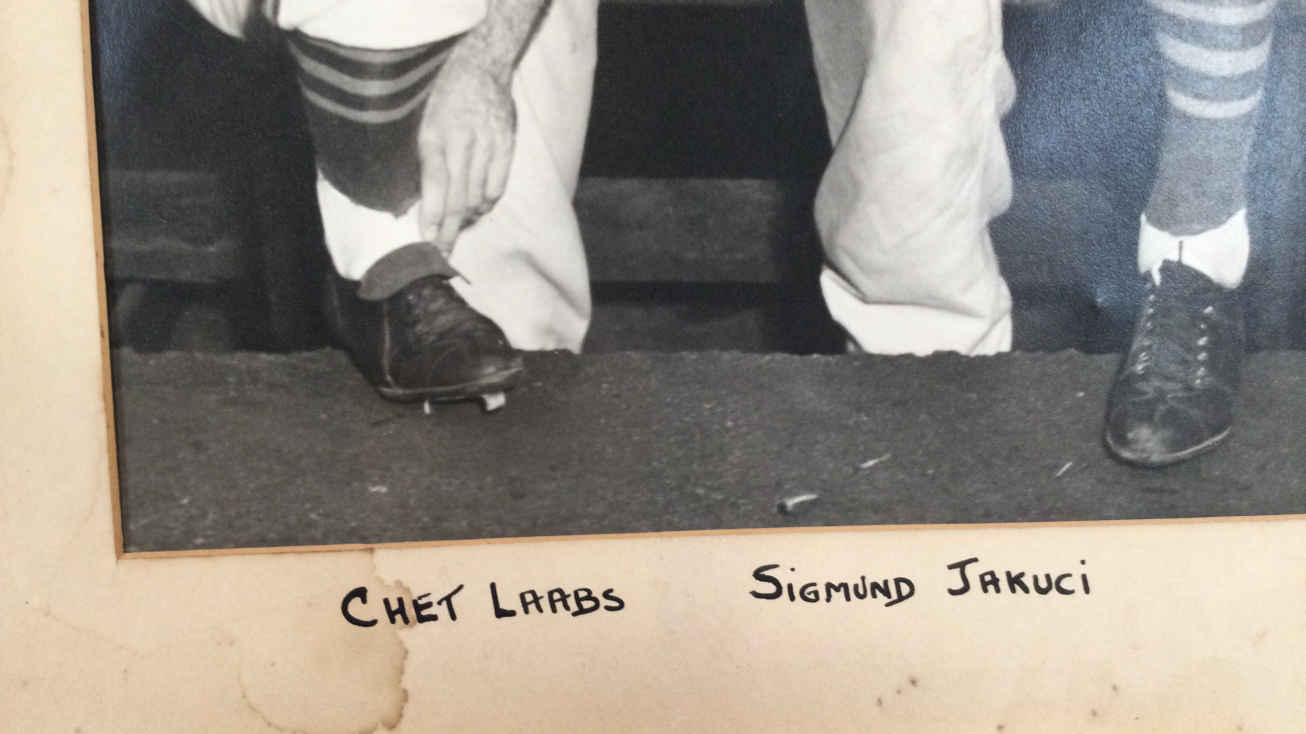 CHET LAABS SIGMUND JAKUCI